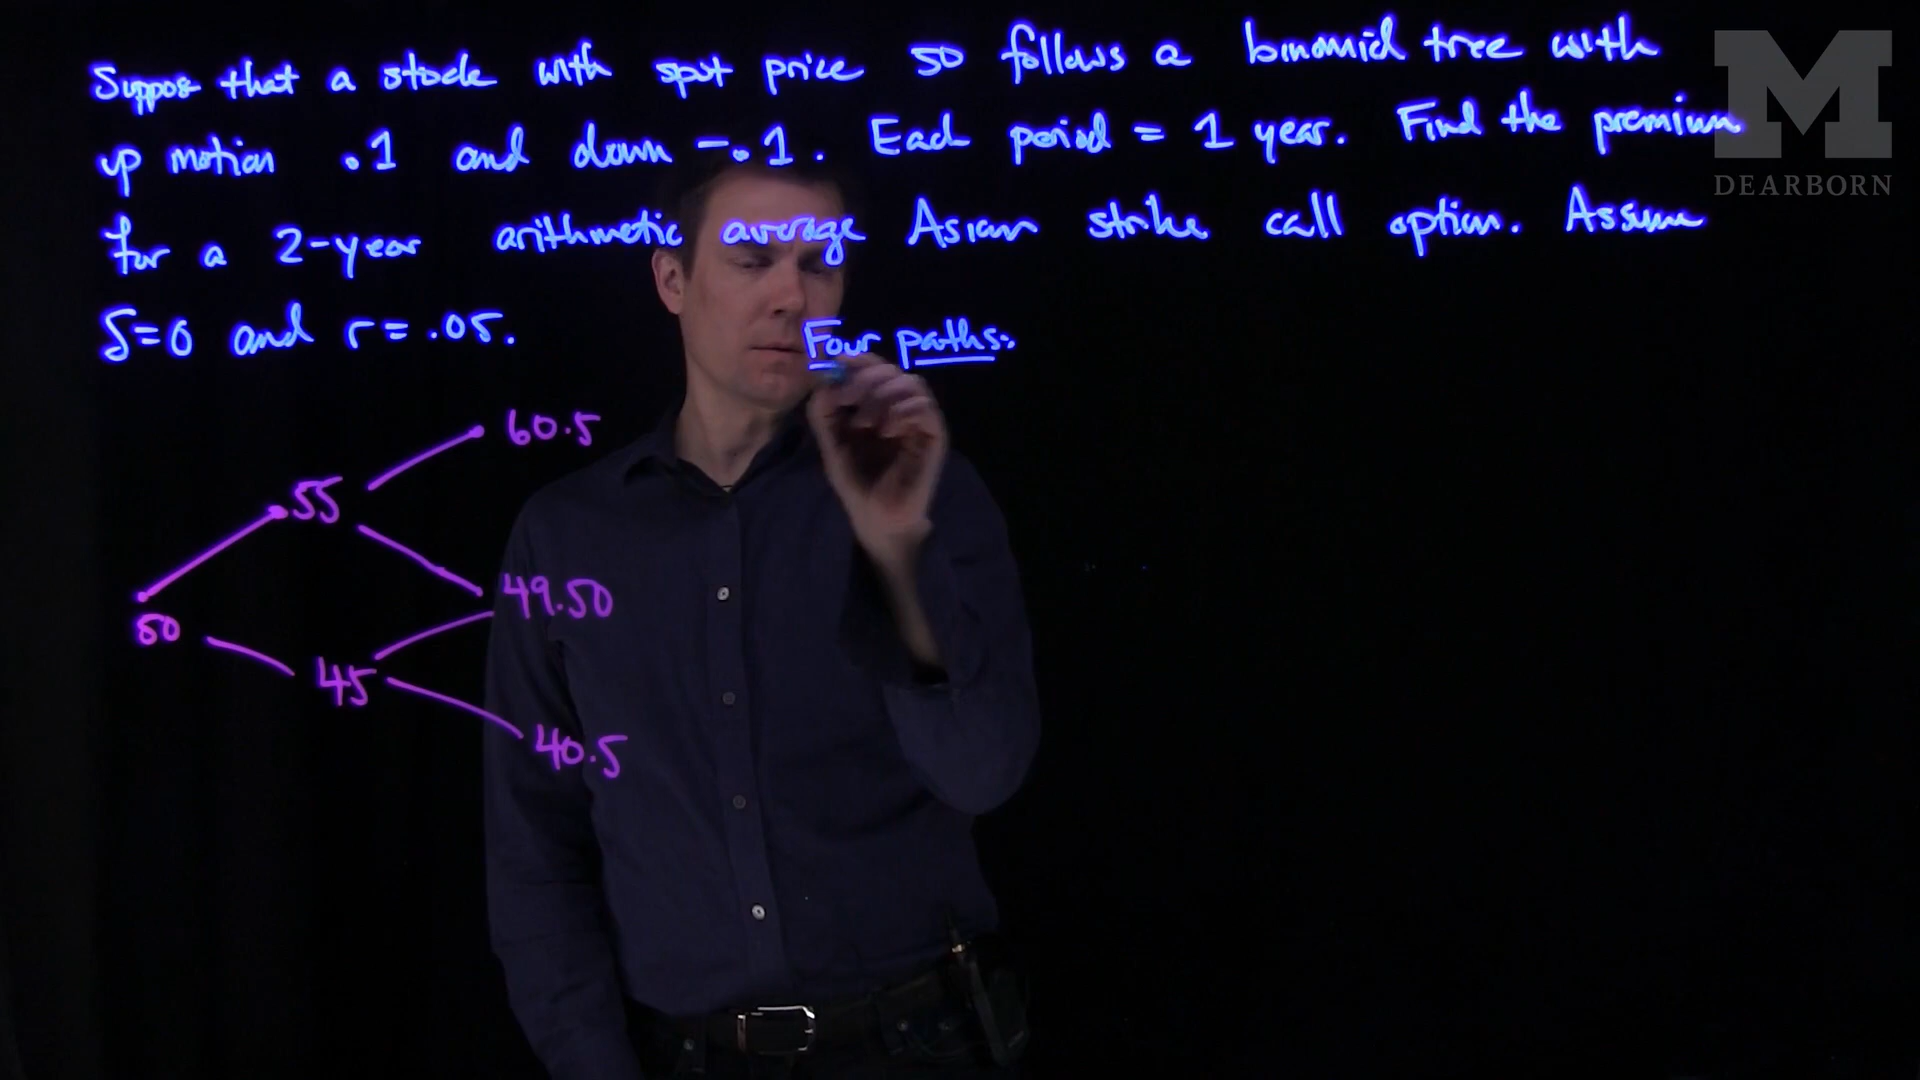 Suppose that a stock with spot price 50 follows a binomial tree with
up motion .1 and down -.1. Each period = 1 year. Find the premium
for a 2-year arithmetic average Asian strike call option. Assume
δ=0 and r=.05.
Four paths:
60.5
55
49.50
50
45
40.5
M
DEARBORN